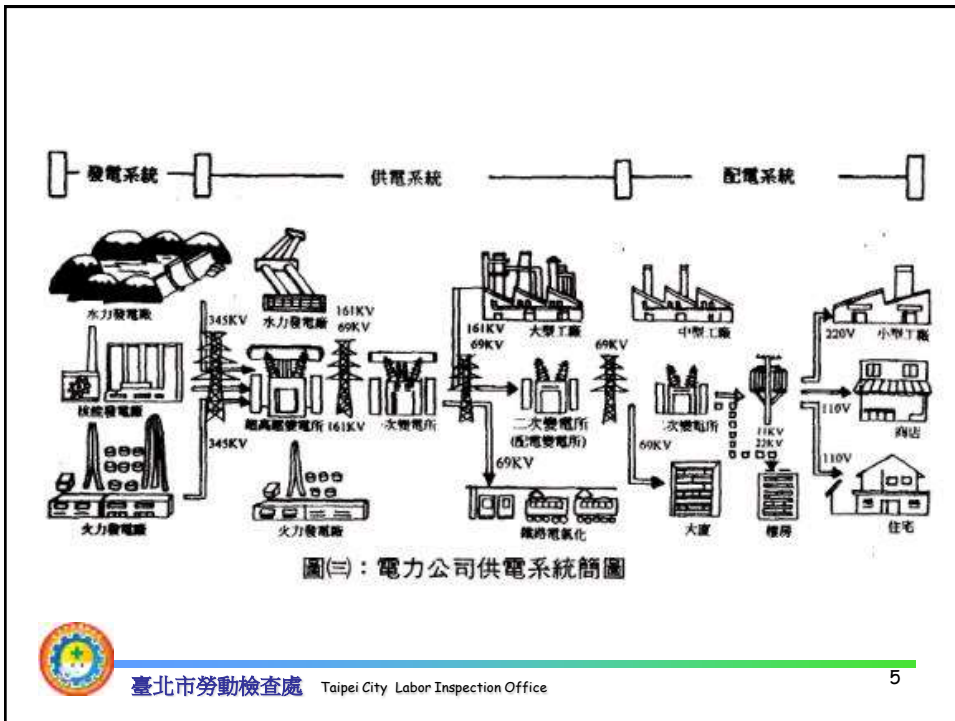 發電系統
供電系統
配電系統
水力發電廠
345KV
水力發電廠
161KV
69KV
161KV
69KV
大型工廠
69KV
中型工廠
220V
小型工廠
核能發電廠
超高壓變電所
161KV
一次變電所
二次變電所
(配電變電所)
二次變電所
11KV
22KV
110V
商店
345KV
69KV
69KV
110V
火力發電廠
火力發電廠
鐵路電氣化
大廈
樓房
住宅
圖㈢：電力公司供電系統簡圖
臺北市勞動檢查處 Taipei City Labor Inspection Office
5